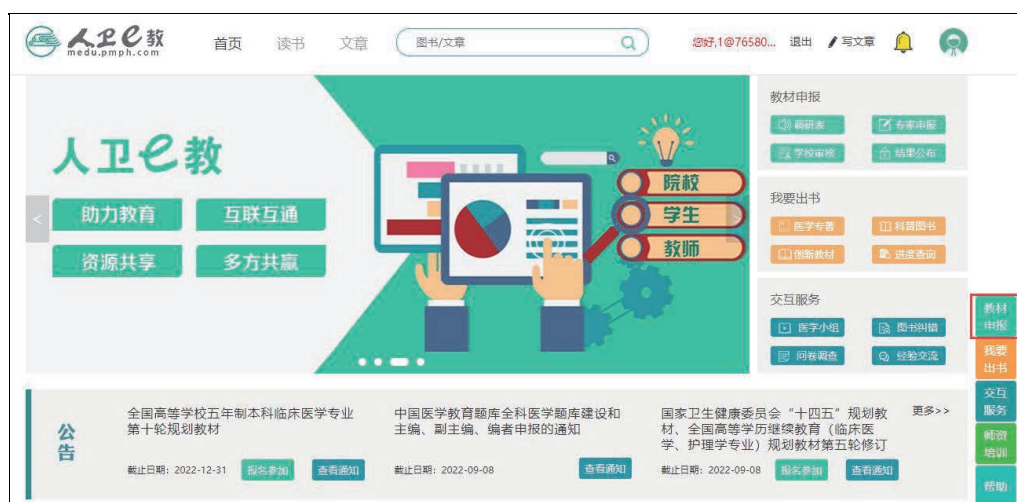 人卫e教
medu.pmph.com
首页
读书
文章
图书/文章
您好,1@76580...
退出
写文章
人卫e教
助力教育
互联互通
资源共享
多方共赢
院校
学生
教师
<
>
教材申报
调研表
专家申报
学校审核
结果公布
我要出书
医学专著
科普图书
创新教材
进度查询
交互服务
医学小组
图书纠错
问卷调查
经验交流
教材
申报
我要
出书
交互
服务
师资
培训
帮助
公
告
全国高等学校五年制本科临床医学专业
第十轮规划教材
截止日期: 2022-12-31
报名参加
查看通知
中国医学教育题库全科医学题库建设和
主编、副主编、编者申报的通知
截止日期: 2022-09-08
查看通知
国家卫生健康委员会“十四五”规划教
材、全国高等学历继续教育（临床医
学、护理学专业）规划教材第五轮修订
截止日期: 2022-09-08
报名参加
查看通知
更多>>